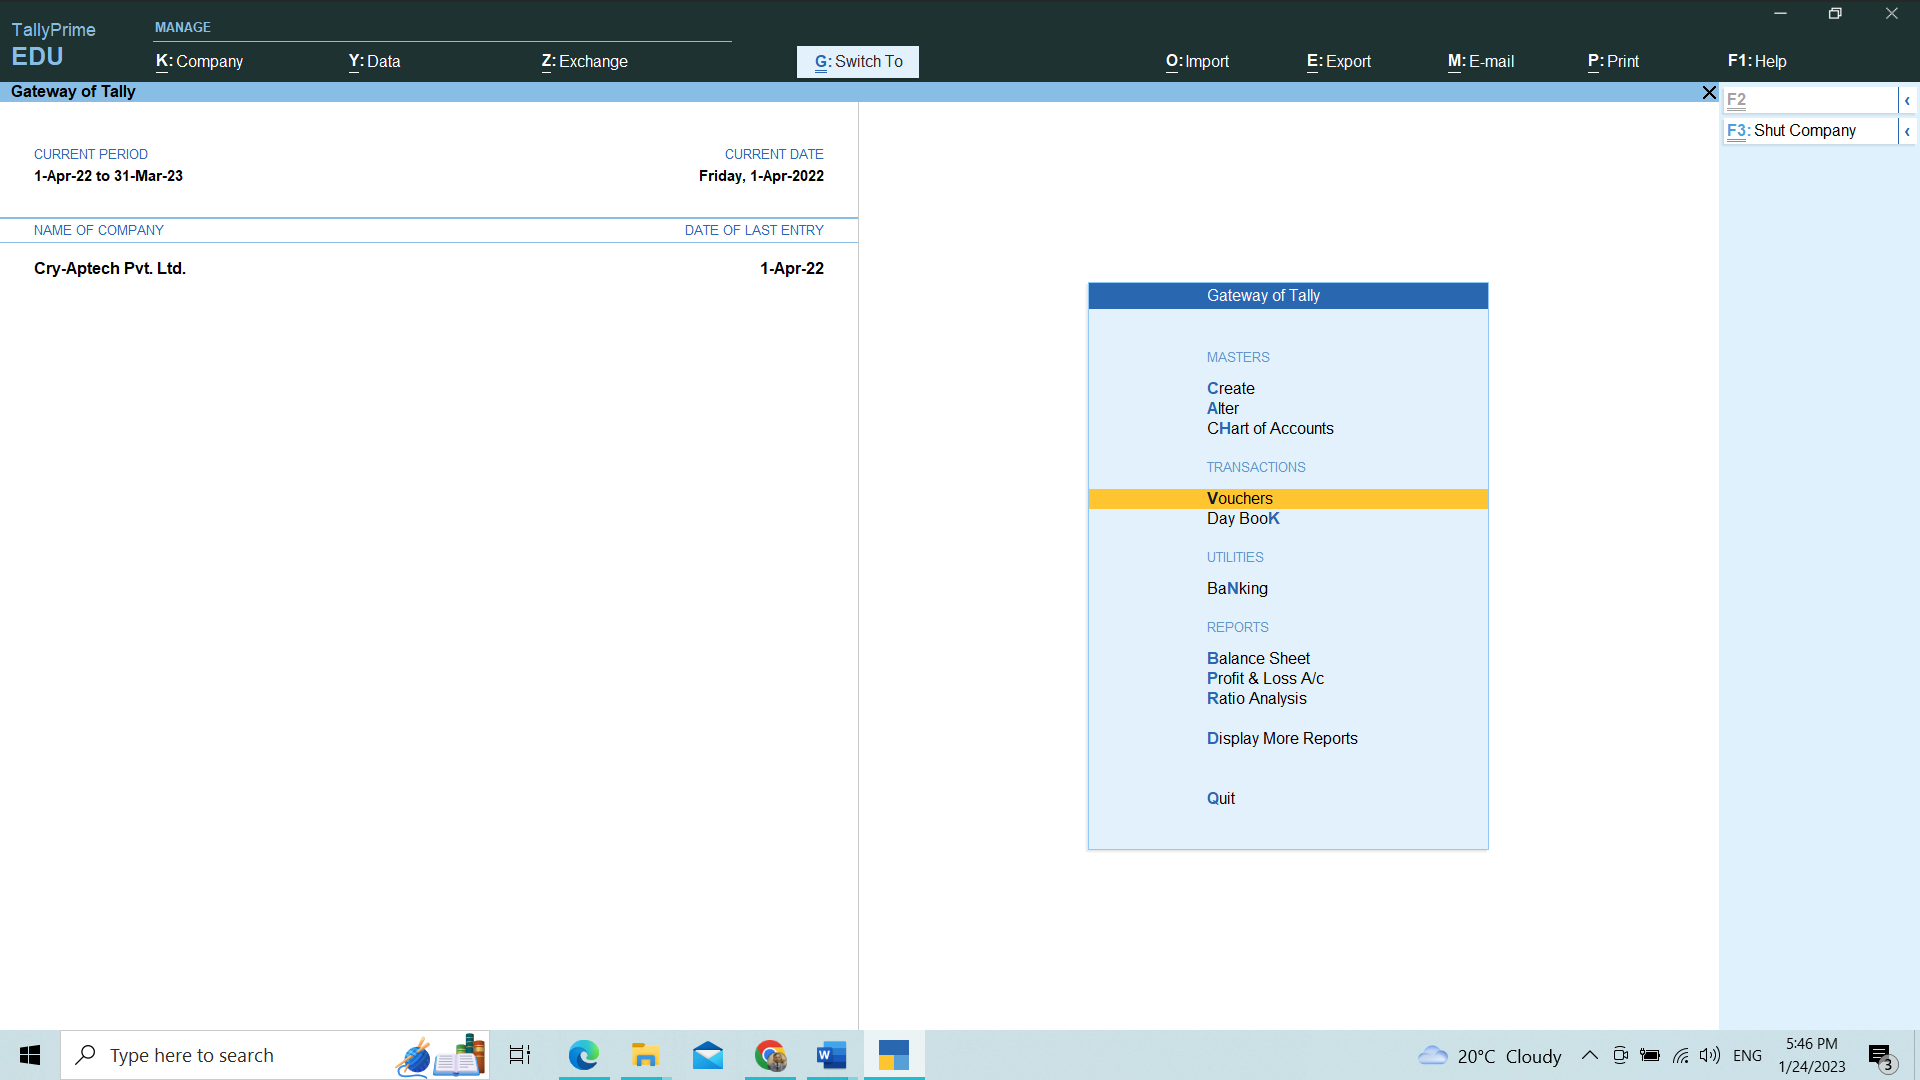 TallyPrime
EDU
MANAGE
K: Company
Y: Data
Z: Exchange
G: Switch To
O: Import
E: Export
M: E-mail
P: Print
F1: Help
Gateway of Tally
F2
F3: Shut Company
CURRENT PERIOD
CURRENT DATE
1-Apr-22 to 31-Mar-23
Friday, 1-Apr-2022
NAME OF COMPANY
DATE OF LAST ENTRY
Cry-Aptech Pvt. Ltd.
1-Apr-22
Gateway of Tally
MASTERS
Create
Alter
CHart of Accounts
TRANSACTIONS
Vouchers
Day BooK
UTILITIES
BaNking
REPORTS
Balance Sheet
Profit & Loss A/c
Ratio Analysis
Display More Reports
Quit
Type here to search
20°C Cloudy
ENG
5:46 PM
1/24/2023
3